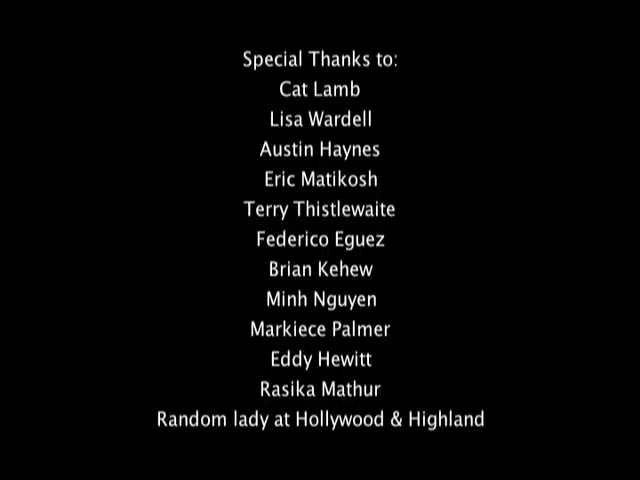 Special Thanks to:
Cat Lamb
Lisa Wardell
Austin Haynes
Eric Matikosh
Terry Thistlewaite
Federico Eguez
Brian Kehew
Minh Nguyen
Markiece Palmer
Eddy Hewitt
Rasika Mathur
Random lady at Hollywood & Highland